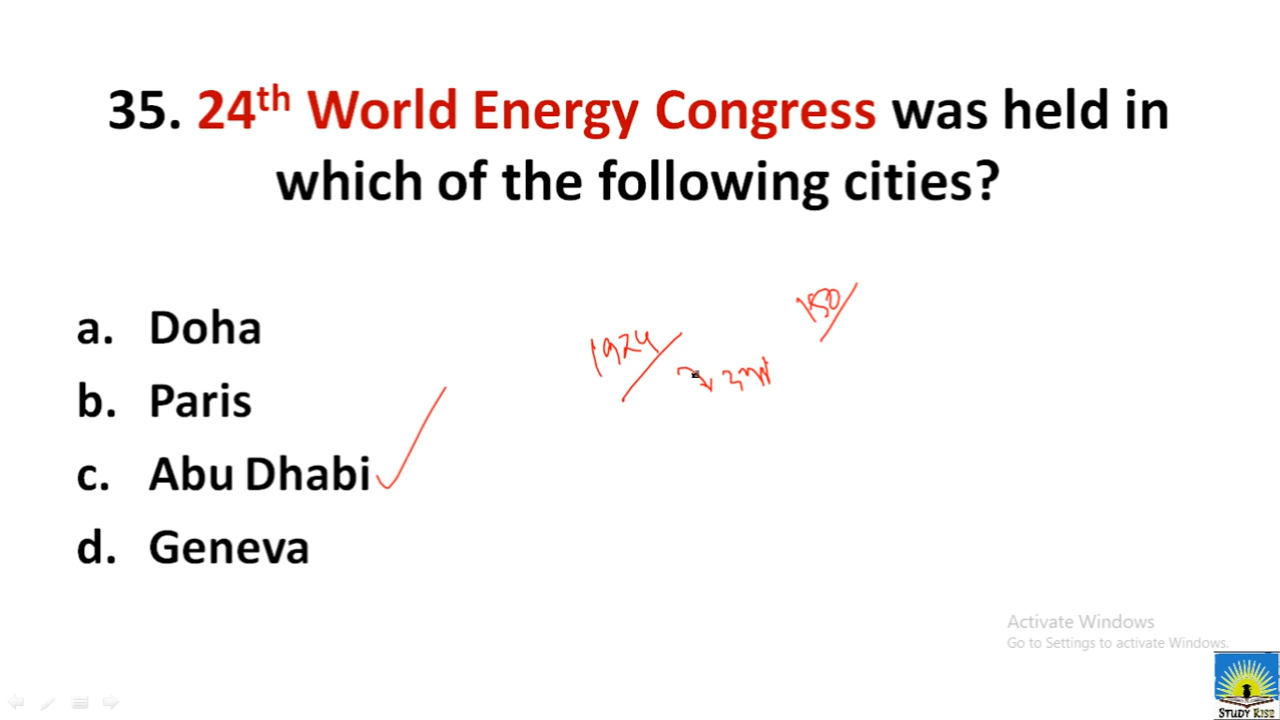 35. 24th World Energy Congress was held in
which of the following cities?
a. Doha
b. Paris
c. Abu Dhabi
d. Geneva
1924
150
Activate Windows
Go to Settings to activate Windows.
STUDY RISE